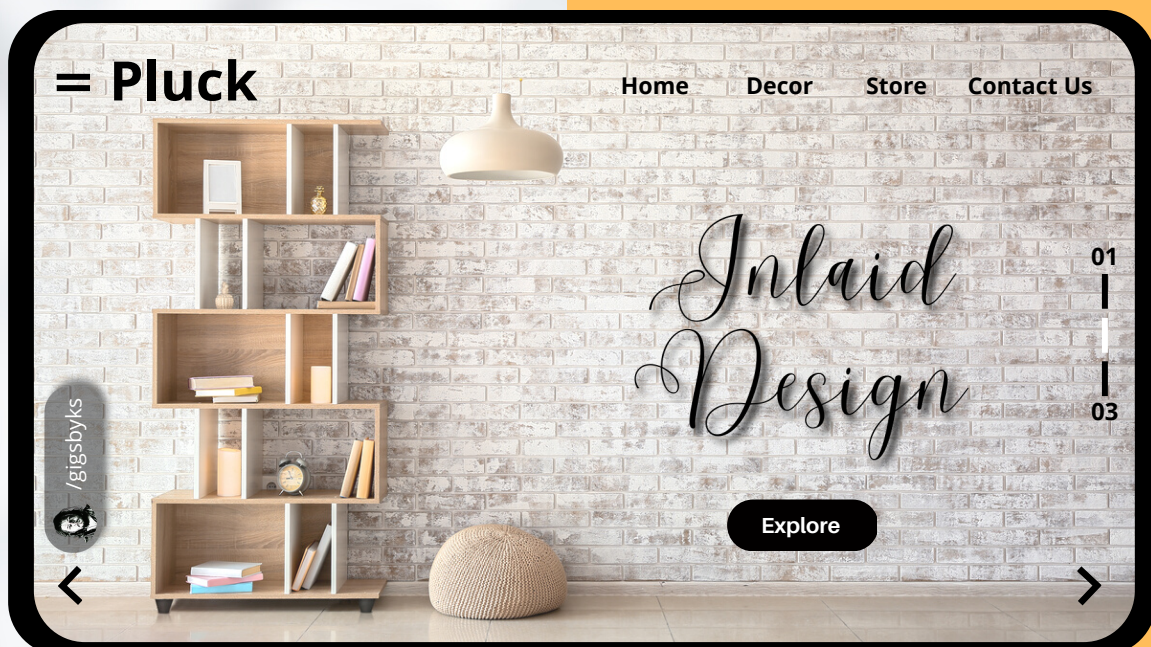 Pluck
Home Decor Store Contact Us
Inlaid
Design
01
03
Explore
/gigsbyks